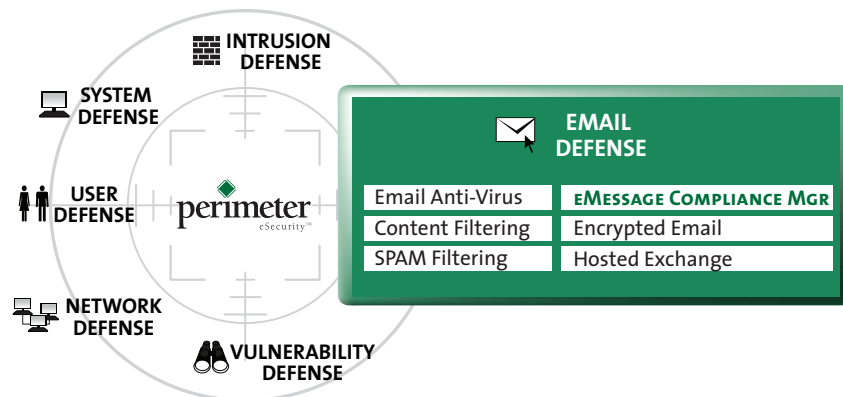 INTRUSION
DEFENSE
SYSTEM
DEFENSE
USER
DEFENSE
NETWORK
DEFENSE
VULNERABILITY
DEFENSE
perimeter
eSecurity™
EMAIL
DEFENSE
Email Anti-Virus
eMessage Compliance Mgr
Content Filtering
Encrypted Email
SPAM Filtering
Hosted Exchange